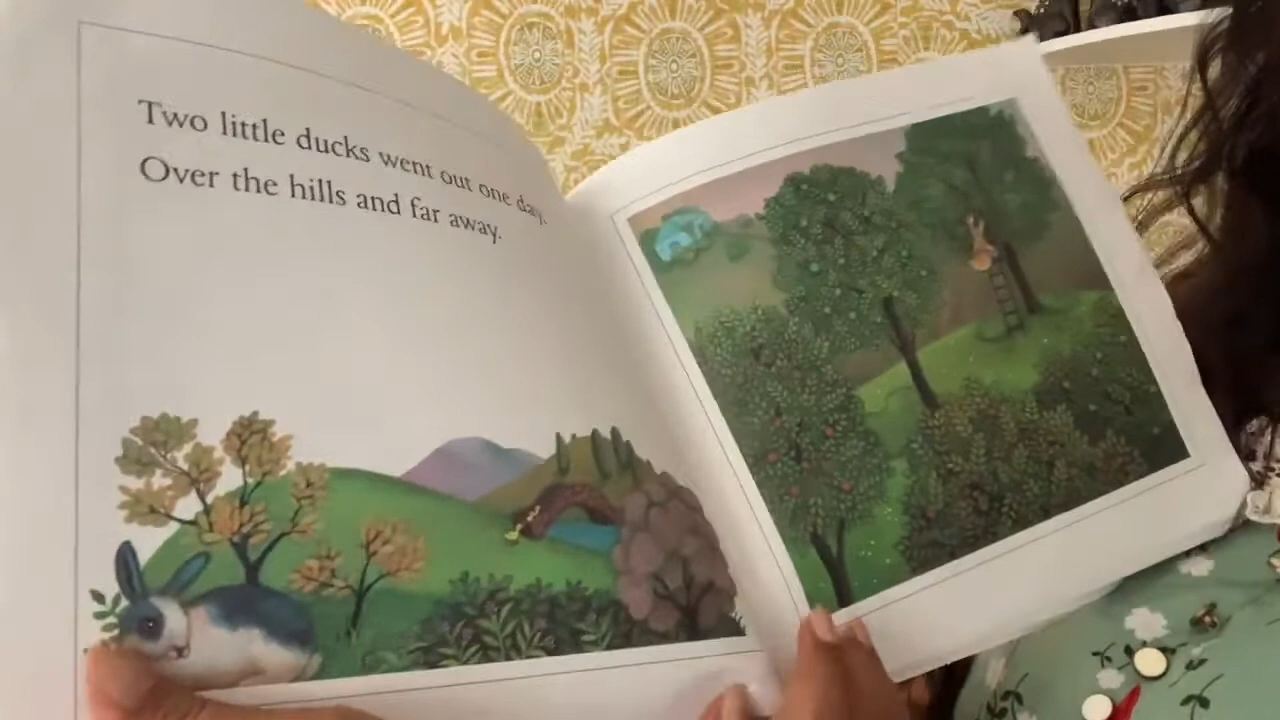 Two little ducks went out one day,
Over the hills and far away.